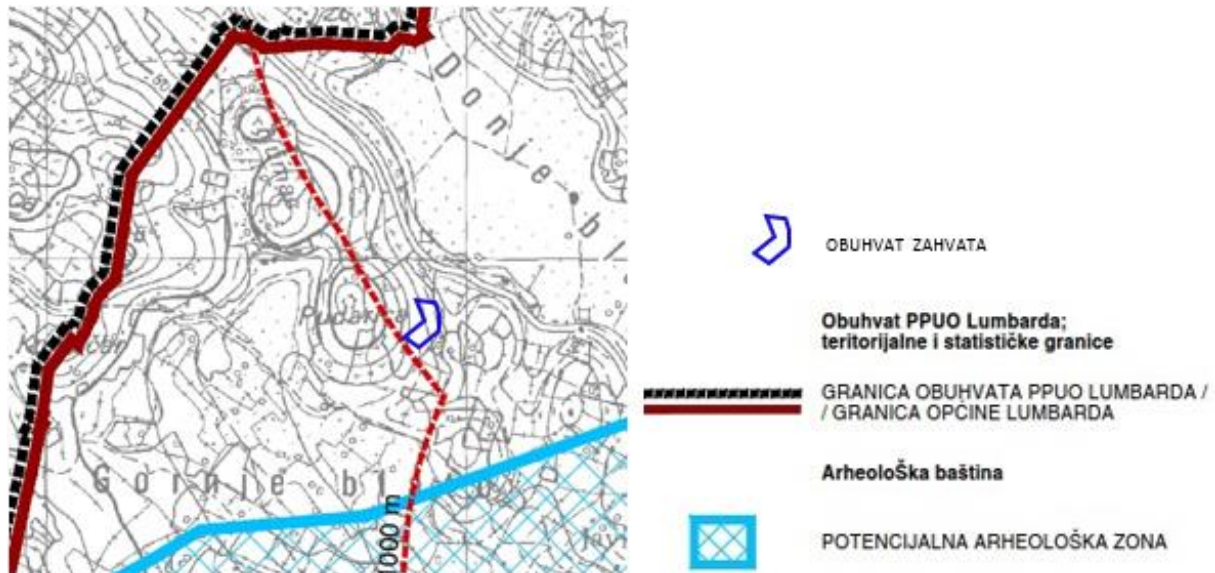 Donje bl
Pudarica
Gornje bl
1000 m
OBUHVAT ZAHVATA
Obuhvat PPUO Lumbarda;
teritorijalne i statističke granice
GRANICA OBUHVATA PPUO LUMBARDA /
/ GRANICA OPĆINE LUMBARDA
ArheoloŠka baština
POTENCIJALNA ARHEOLOŠKA ZONA